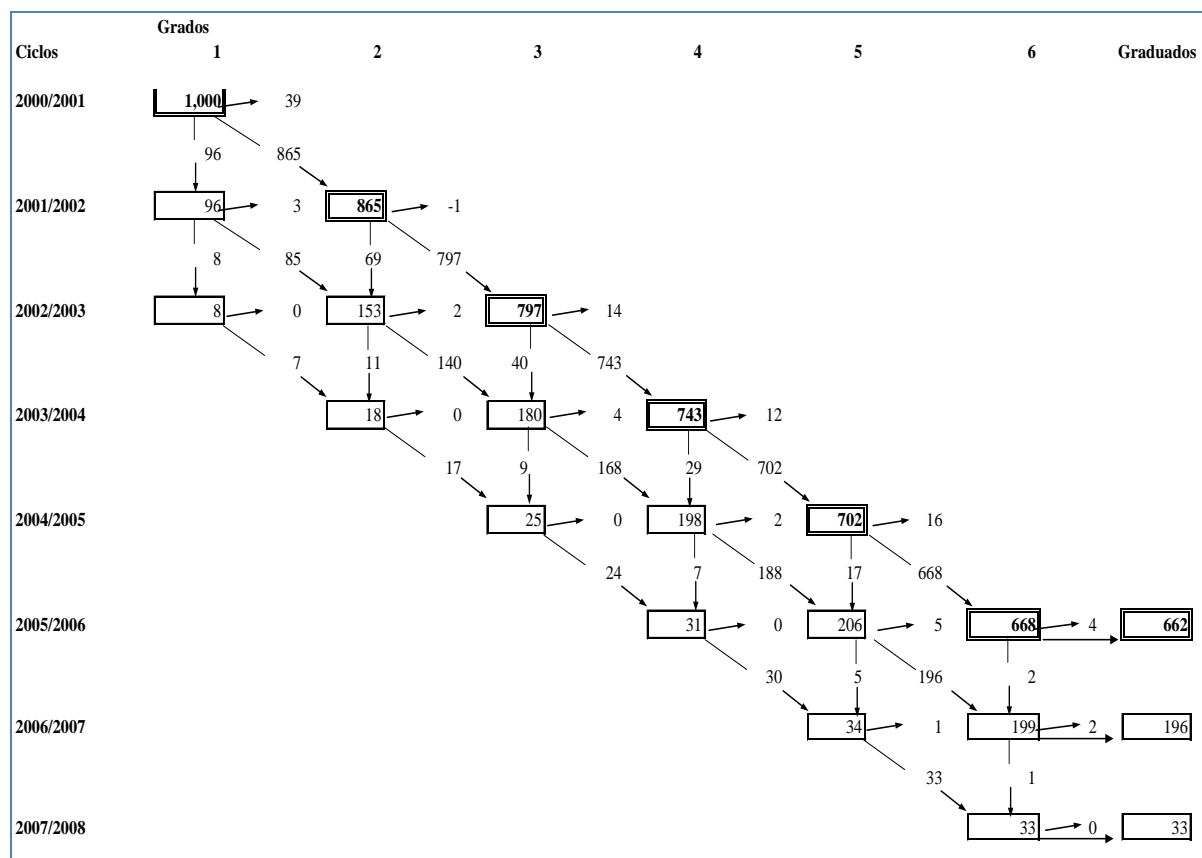 Grados
Ciclos 1 2 3 4 5 6 Graduados
2000/2001 1,000 39
96 865
2001/2002 96 3 865 -1
8 85 69 797
2002/2003 8 153 0 2 797 14
7 11 140 40 743
2003/2004 18 0 180 4 743 12
17 9 168 29 702
2004/2005 25 0 198 2 702 16
24 7 188 17 668
2005/2006 31 0 206 5 668 4 662
30 5 196 2
2006/2007 34 1 199 2 196
33 1
2007/2008 33 0 33